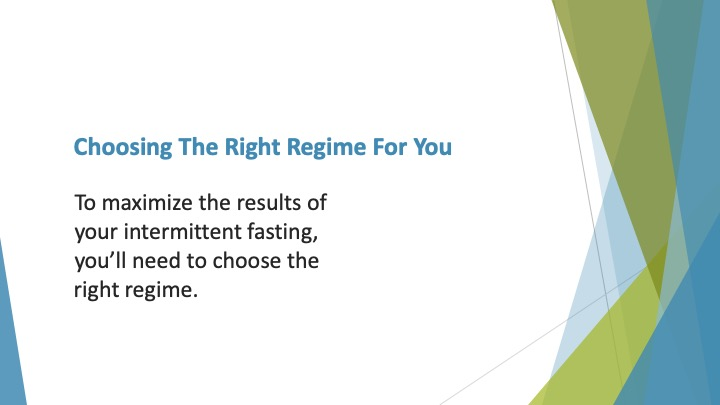 Choosing The Right Regime For You
To maximize the results of
your intermittent fasting,
you’ll need to choose the
right regime.